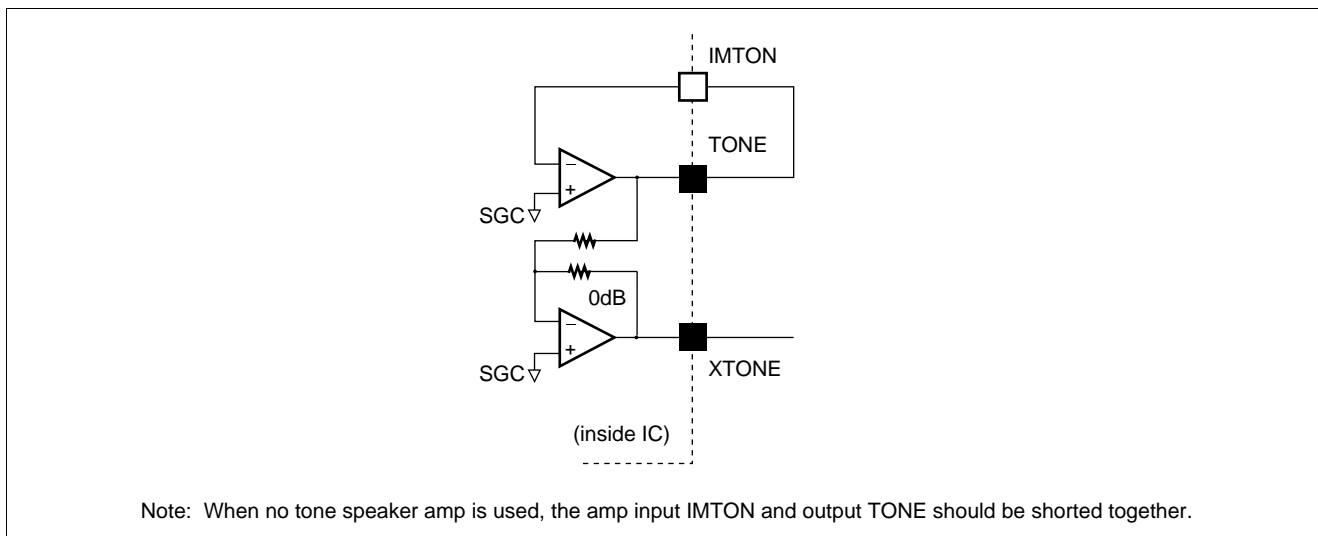 IMTON
TONE
−
+
SGC
0dB
−
+
SGC
XTONE
(inside IC)
Note: When no tone speaker amp is used, the amp input IMTON and output TONE should be shorted together.